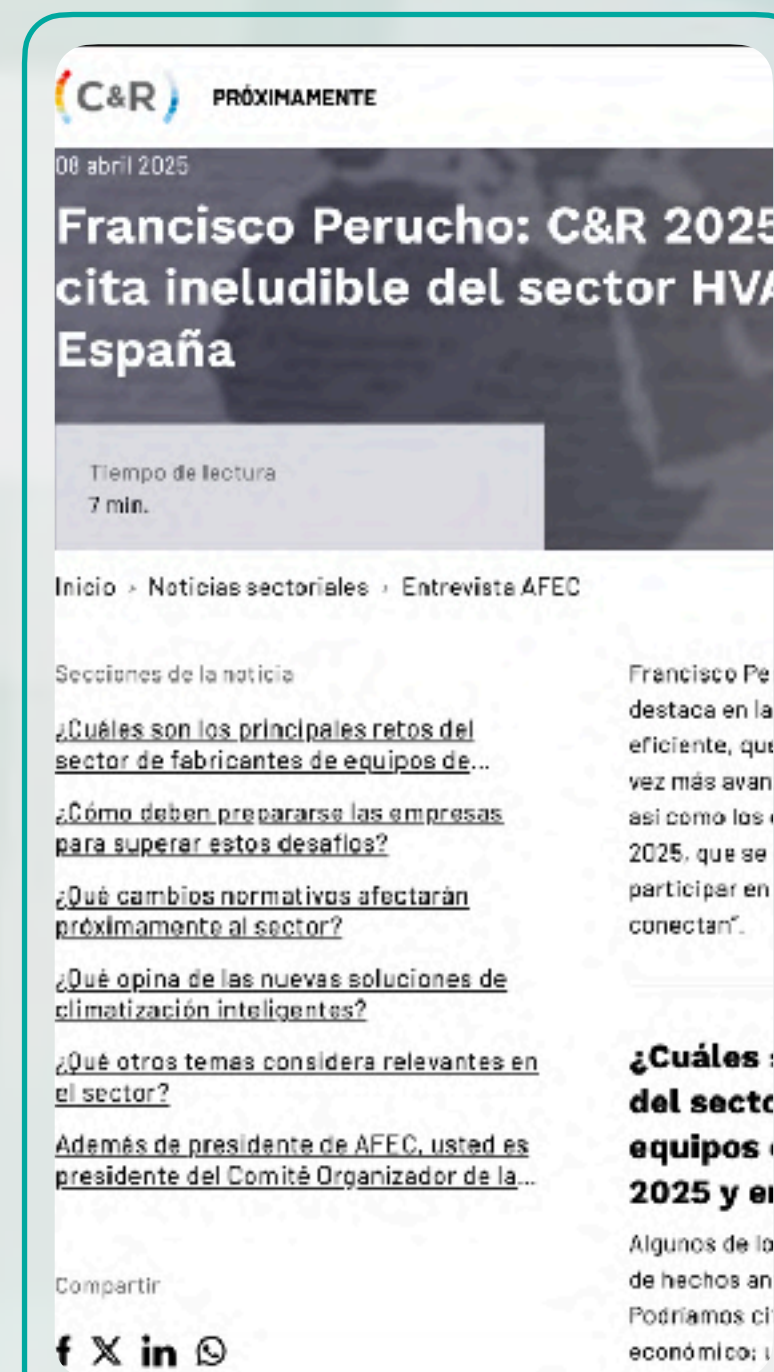 C&R
PRÓXIMAMENTE
08 abril 2025
Francisco Perucho: C&R 2025
cita ineludible del sector HVA
España
Tiempo de lectura
7 min.
Inicio › Noticias sectoriales › Entrevista AFEC
Secciones de la noticia
¿Cuáles son los principales retos del
sector de fabricantes de equipos de...
¿Cómo deben prepararse las empresas
para superar estos desafíos?
¿Qué cambios normativos afectarán
próximamente al sector?
¿Qué opina de las nuevas soluciones de
climatización inteligentes?
¿Qué otros temas considera relevantes en
el sector?
Además de presidente de AFEC, usted es
presidente del Comité Organizador de la...
Compartir
Francisco Pe
destaca en la
eficiente, que
vez más avan
así como los
2025, que se
participar en
conectan”.
¿Cuáles
del secto
equipos
2025 y en
Algunos de lo
de hechos an
Podríamos cit
económico;